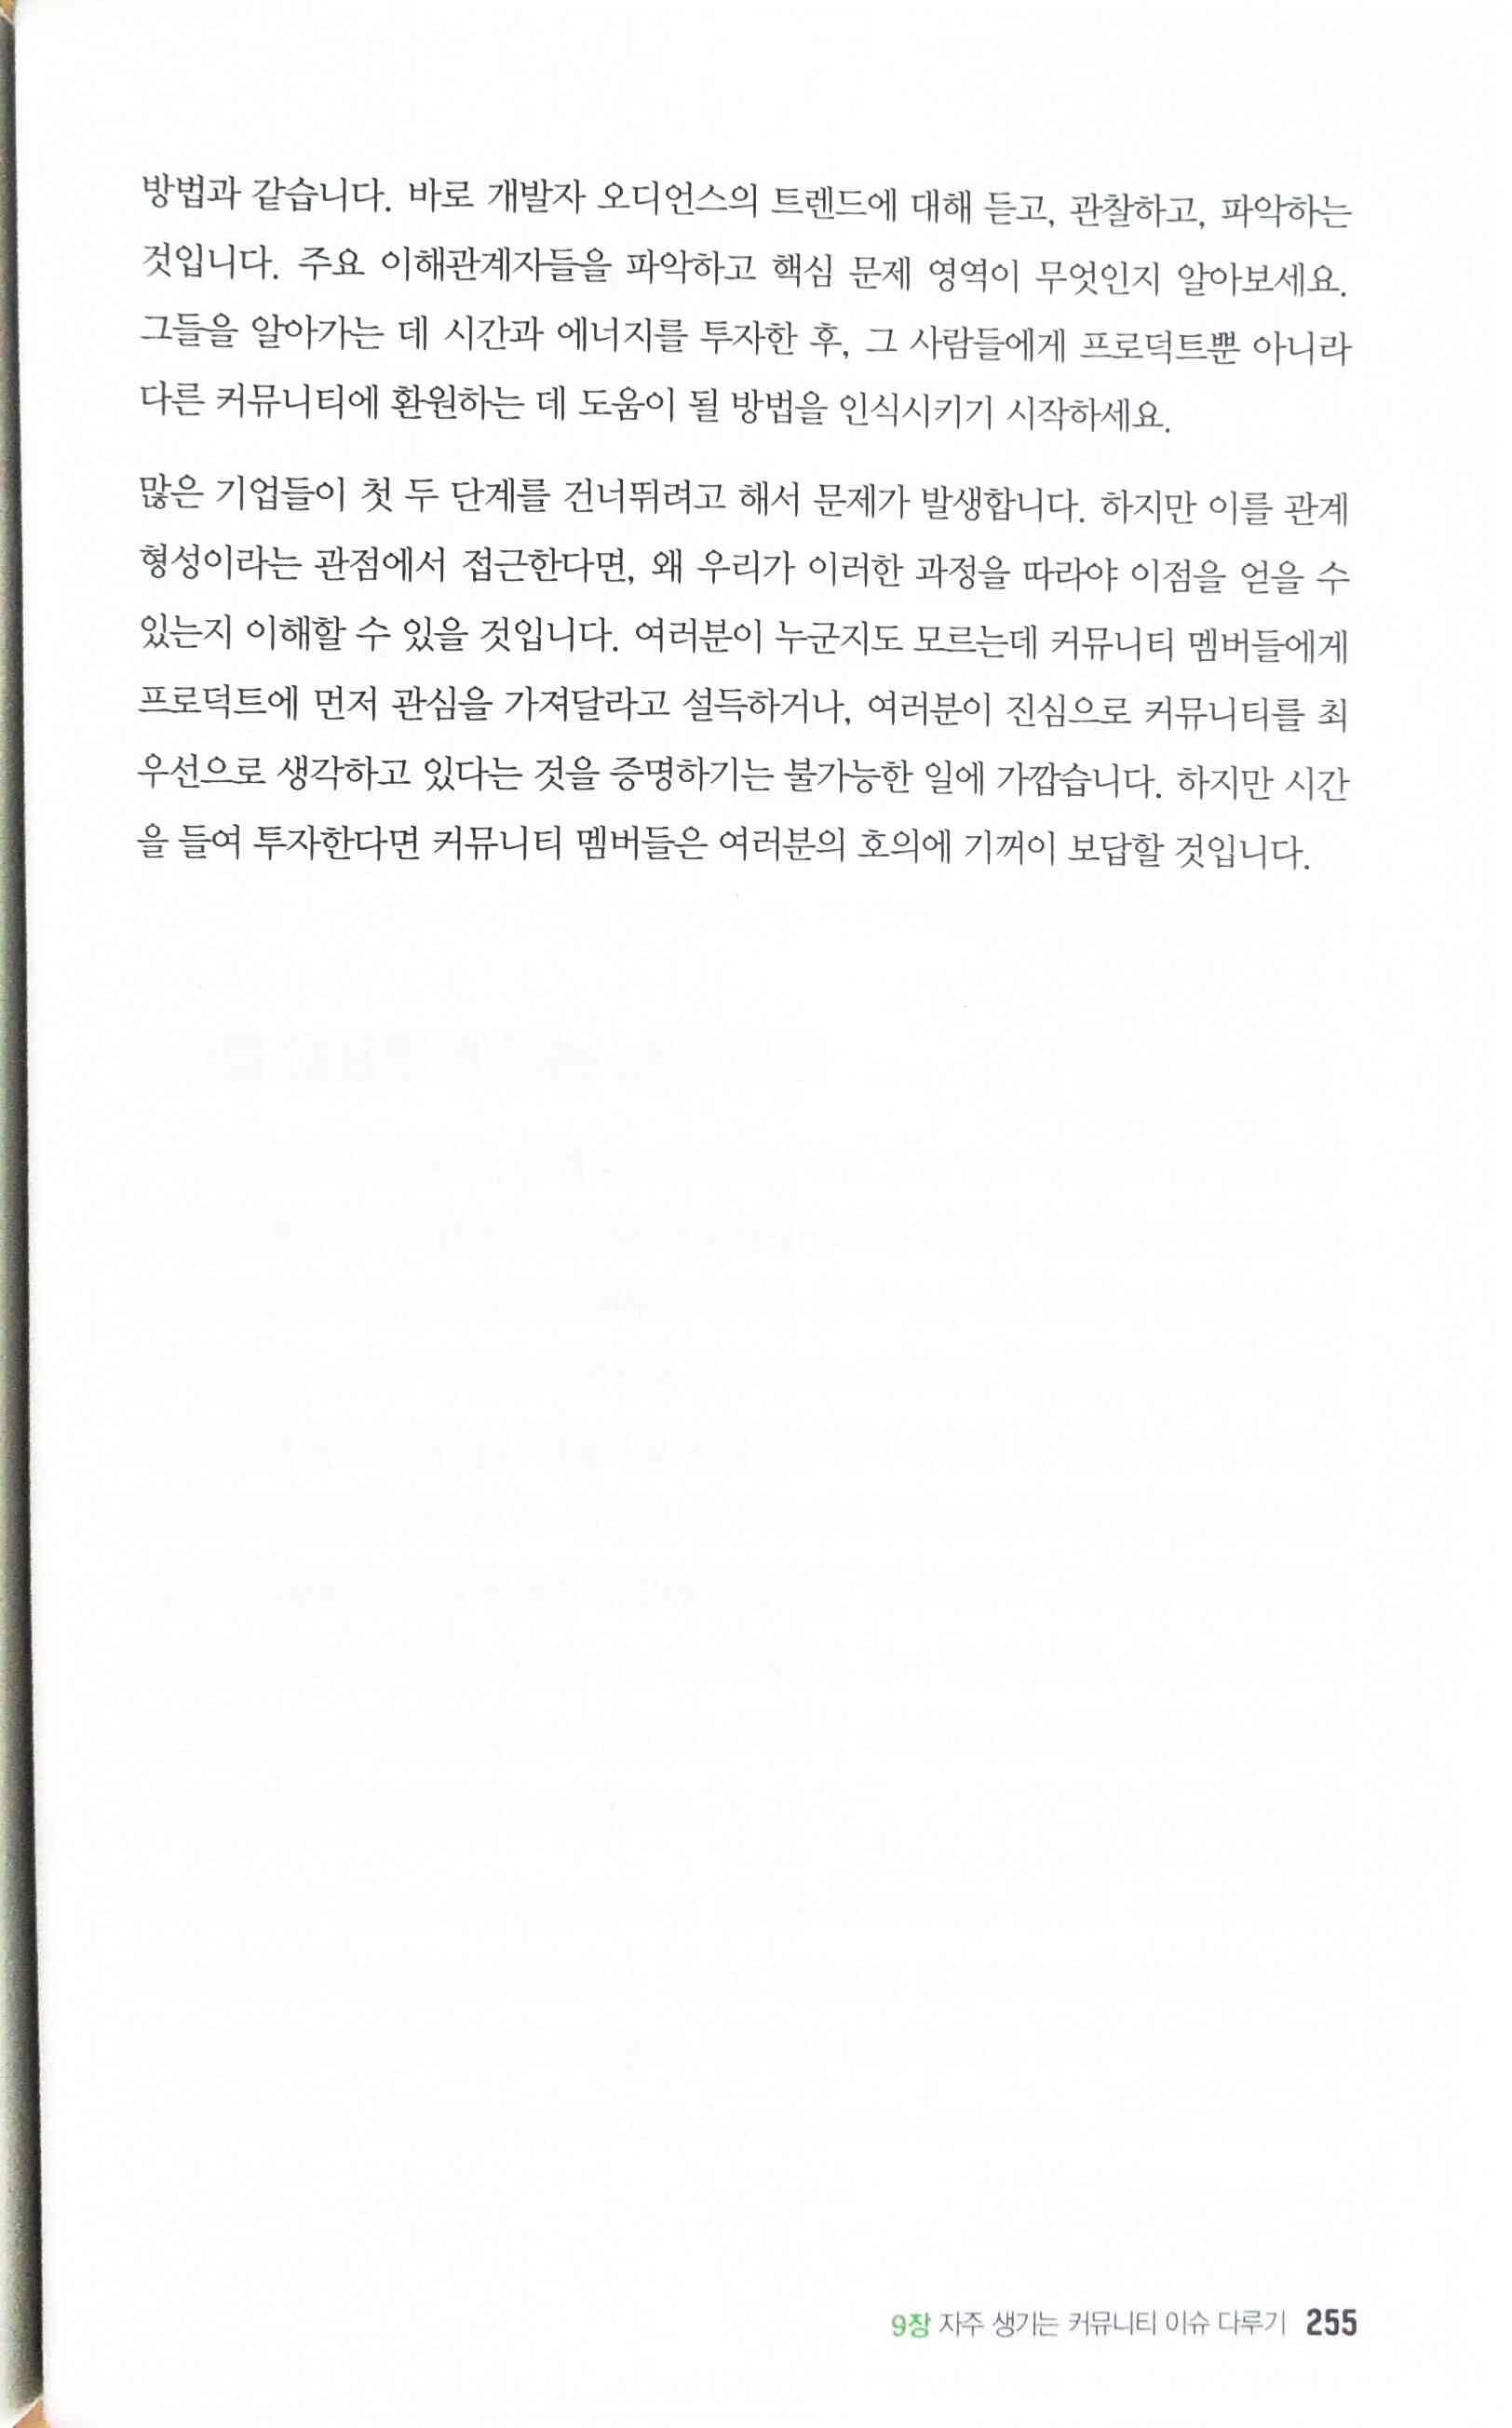 방법과 같습니다. 바로 개발자 오디언스의 트렌드에 대해 듣고, 관찰하고, 파악하는
것입니다. 주요 이해관계자들을 파악하고 핵심 문제 영역이 무엇인지 알아보세요.
그들을 알아가는 데 시간과 에너지를 투자한 후, 그 사람들에게 프로덕트뿐 아니라
다른 커뮤니티에 환원하는 데 도움이 될 방법을 인식시키기 시작하세요.
많은 기업들이 첫 두 단계를 건너뛰려고 해서 문제가 발생합니다. 하지만 이를 관계
형성이라는 관점에서 접근한다면, 왜 우리가 이러한 과정을 따라야 이점을 얻을 수
있는지 이해할 수 있을 것입니다. 여러분이 누군지도 모르는데 커뮤니티 멤버들에게
프로덕트에 먼저 관심을 가져달라고 설득하거나, 여러분이 진심으로 커뮤니티를 최
우선으로 생각하고 있다는 것을 증명하기는 불가능한 일에 가깝습니다. 하지만 시간
을 들여 투자한다면 커뮤니티 멤버들은 여러분의 호의에 기꺼이 보답할 것입니다.
9장 자주 생기는 커뮤니티 이슈 다루기 255